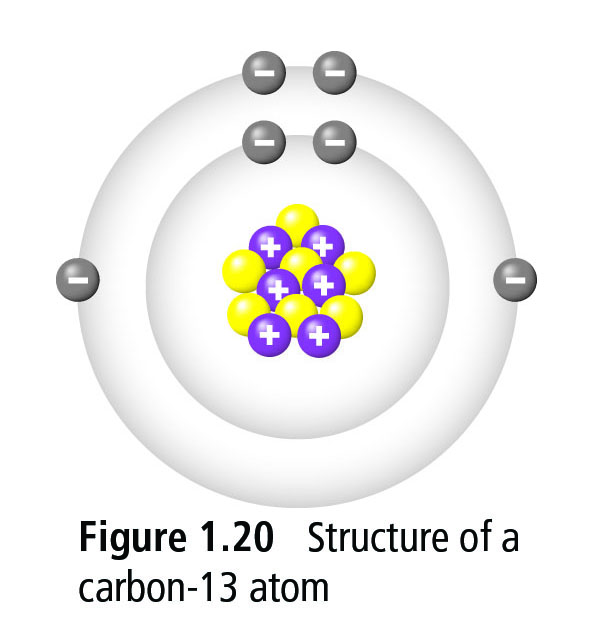 − −
− −
+ +
− + + −
+ +
Figure 1.20 Structure of a
carbon-13 atom